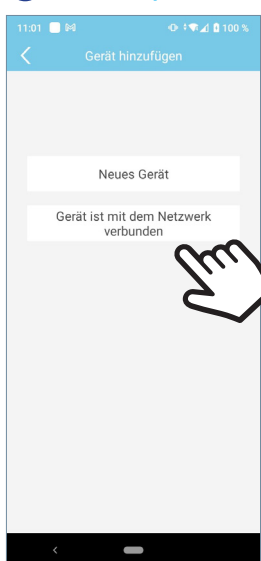 11:01 100 %
Gerät hinzufügen
Neues Gerät
Gerät ist mit dem Netzwerk
verbunden